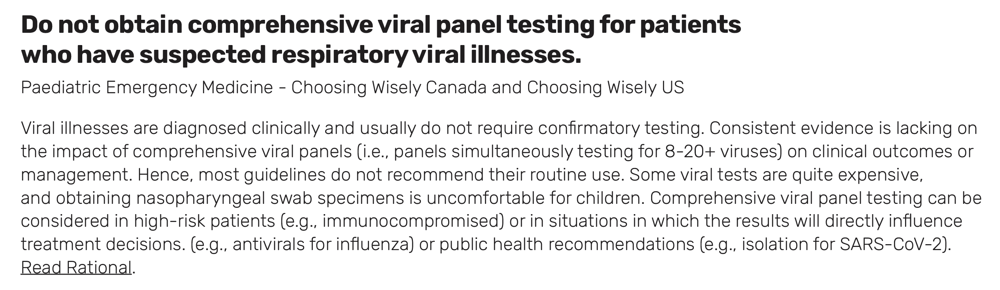 Do not obtain comprehensive viral panel testing for patients
who have suspected respiratory viral illnesses.
Paediatric Emergency Medicine - Choosing Wisely Canada and Choosing Wisely US
Viral illnesses are diagnosed clinically and usually do not require confirmatory testing. Consistent evidence is lacking on
the impact of comprehensive viral panels (i.e., panels simultaneously testing for 8-20+ viruses) on clinical outcomes or
management. Hence, most guidelines do not recommend their routine use. Some viral tests are quite expensive,
and obtaining nasopharyngeal swab specimens is uncomfortable for children. Comprehensive viral panel testing can be
considered in high-risk patients (e.g., immunocompromised) or in situations in which the results will directly influence
treatment decisions. (e.g., antivirals for influenza) or public health recommendations (e.g., isolation for SARS-CoV-2).
Read Rational.